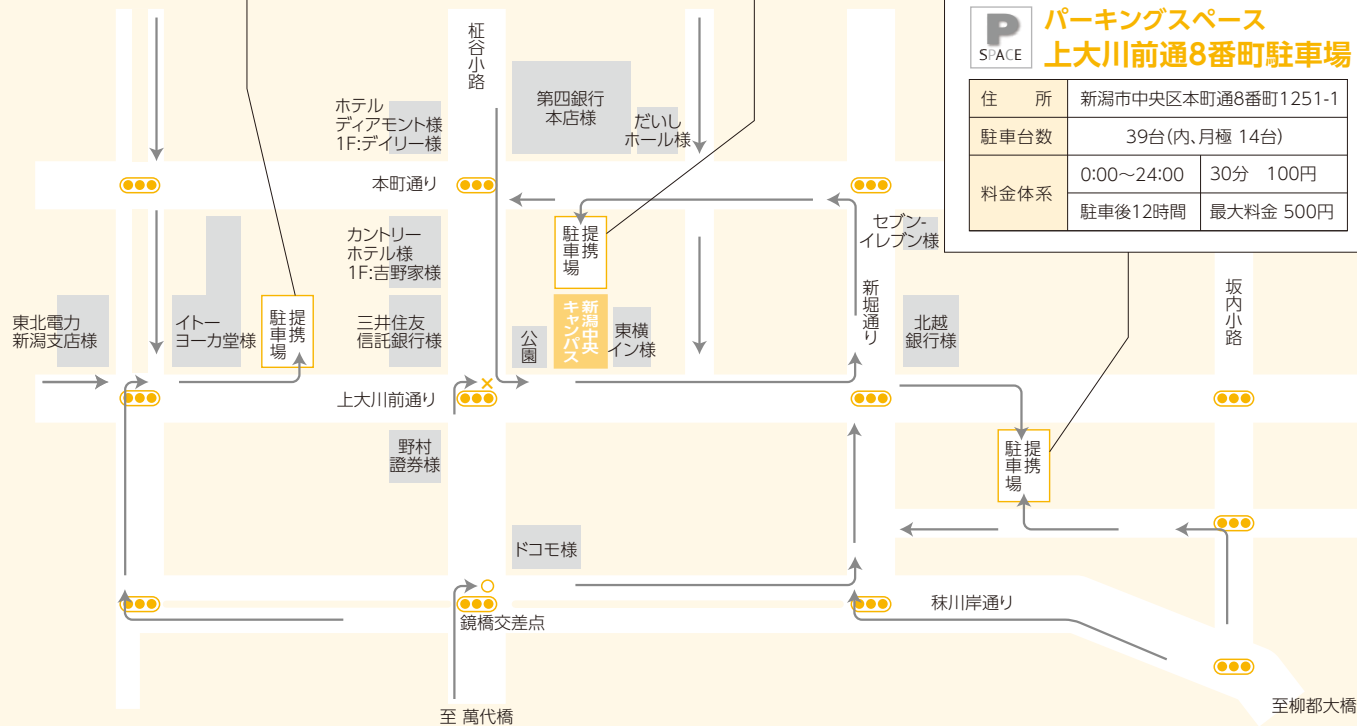 P
SPACE
パーキングスペース
上大川前通8番町駐車場
住　所
新潟市中央区本町通8番町1251-1
駐車台数
39台(内、月極 14台)
料金体系
0:00～24:00
30分　100円
駐車後12時間
最大料金 500円
柾谷小路
ホテル
ディアモント様
1F:デイリー様
第四銀行
本店様
だいし
ホール様
本町通り
カントリー
ホテル様
1F:吉野家様
提携
駐車場
セブン-
イレブン様
新堀通り
坂内小路
東北電力
新潟支店様
イトー
ヨーカ堂様
提携
駐車場
三井住友
信託銀行様
公園
新潟中央
キャンパス
東横
イン様
北越
銀行様
上大川前通り
野村
證券様
提携
駐車場
ドコモ様
秣川岸通り
鏡橋交差点
至 萬代橋
至柳都大橋